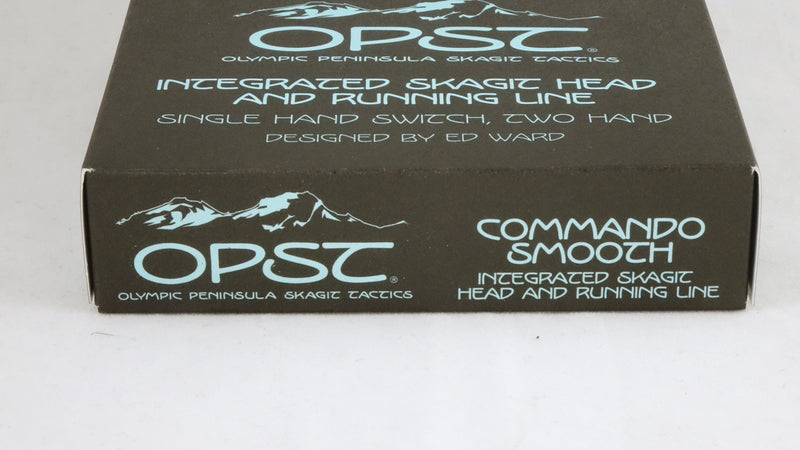 OPST®
OLYMPIC PENINSULA SKAGIT TACTICS
INTEGRATED SKAGIT HEAD
AND RUNNING LINE
SINGLE HAND SWITCH, TWO HAND
DESIGNED BY ED WARD
OPST®
OLYMPIC PENINSULA SKAGIT TACTICS
COMMANDO
SMOOTH
INTEGRATED SKAGIT
HEAD AND RUNNING LINE